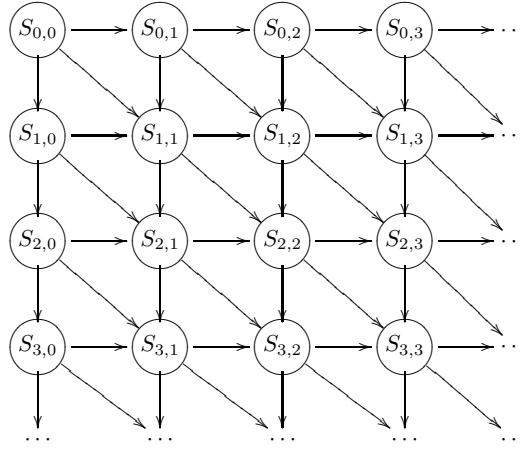 S0,0 S0,1 S0,2 S0,3 ··
S1,0 S1,1 S1,2 S1,3 ··
S2,0 S2,1 S2,2 S2,3 ··
S3,0 S3,1 S3,2 S3,3 ··
··· ··· ··· ··· ··